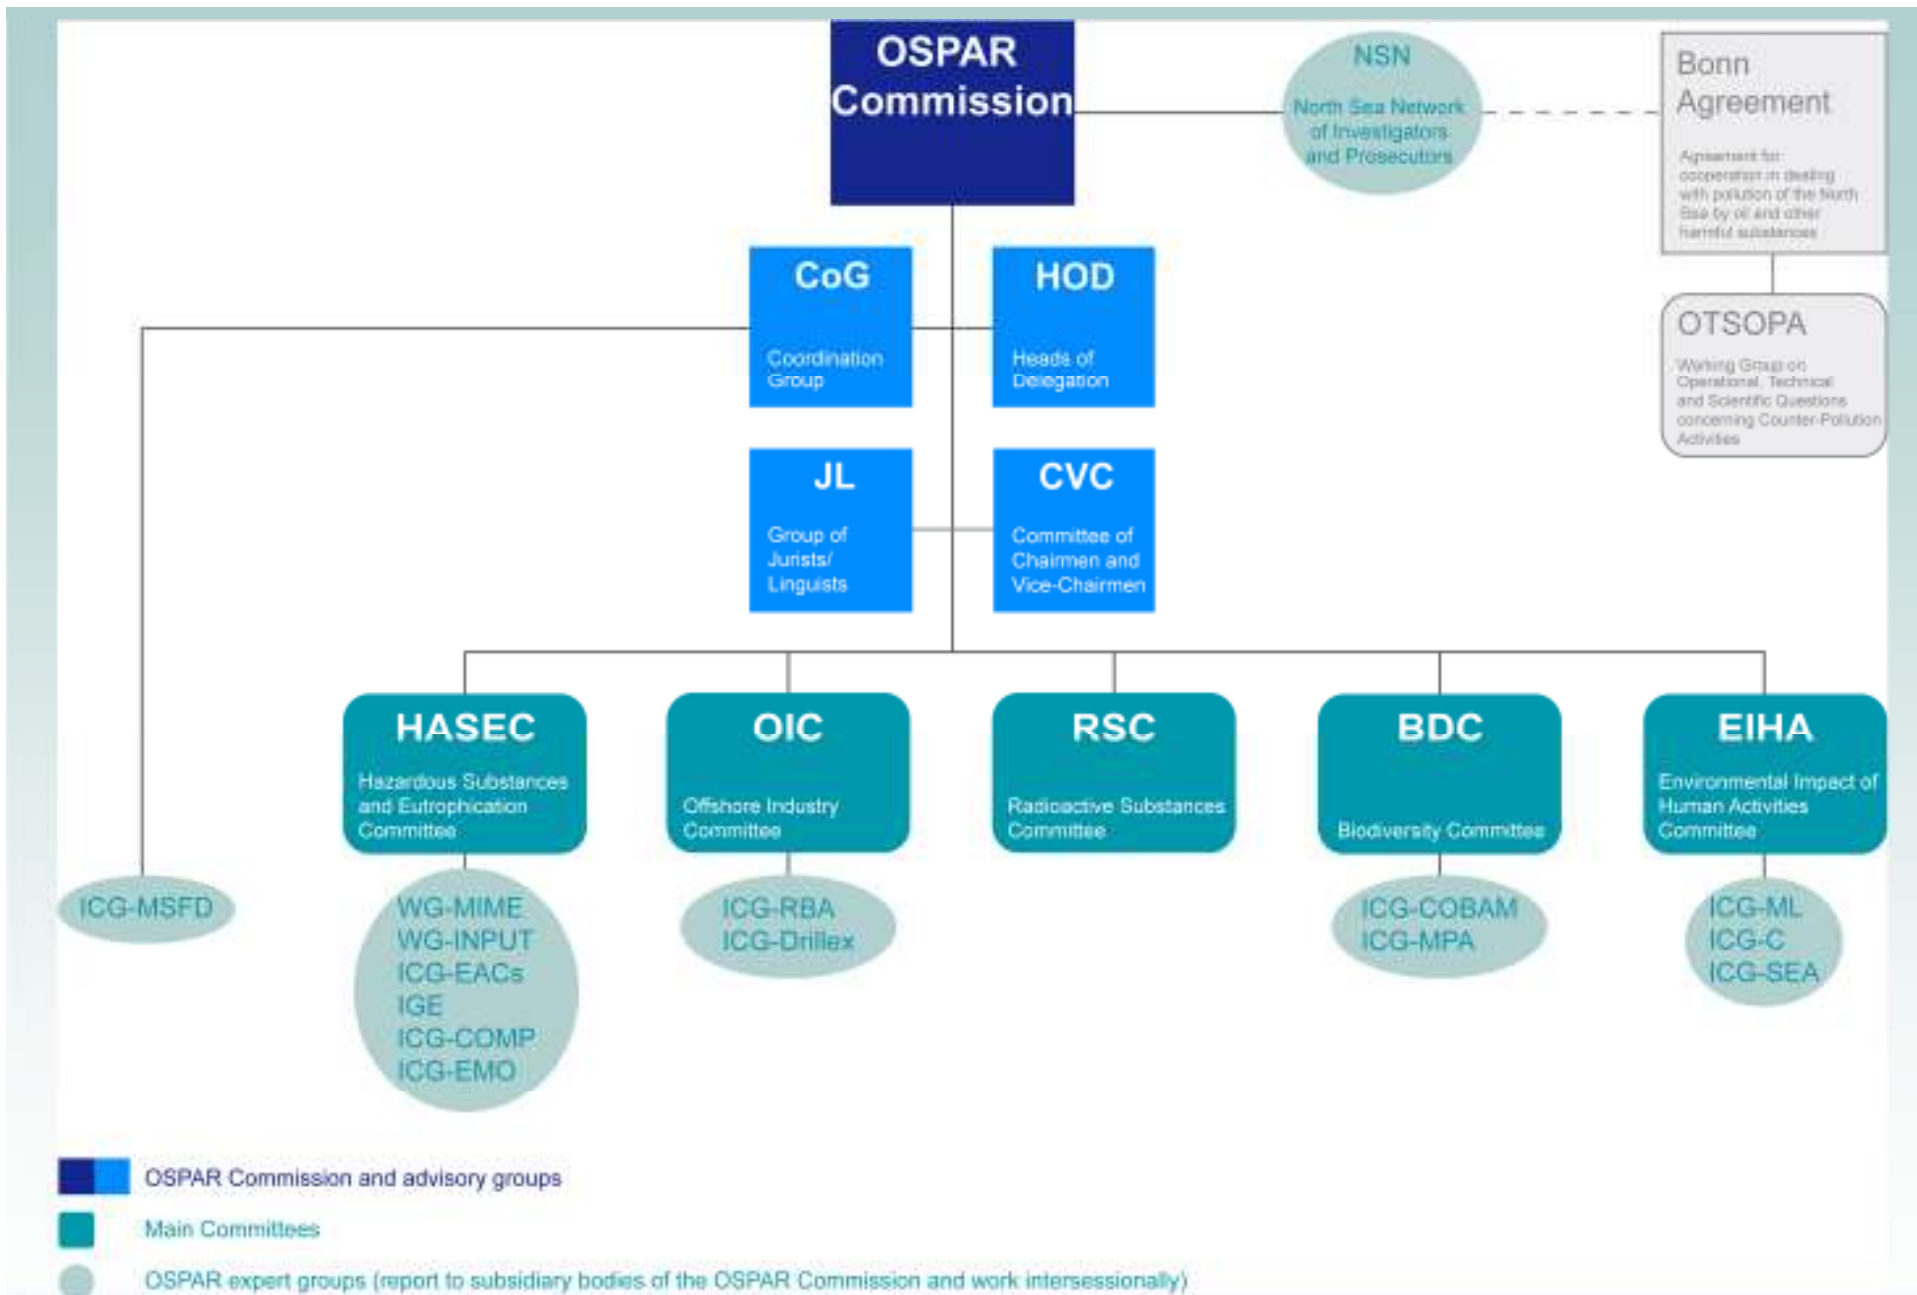 OSPAR
Commission
NSN
North Sea Network
of Investigators
and Prosecutors
Bonn
Agreement
Agreement for
cooperation in dealing
with pollution of the North
Sea by oil and other
harmful substances
OTSOPA
Working Group on
Operational, Technical
and Scientific Questions
concerning Counter-Pollution
Activities
CoG
Coordination
Group
HOD
Heads of
Delegation
JL
Group of
Jurists/
Linguists
CVC
Committee of
Chairmen and
Vice-Chairmen
HASEC
Hazardous Substances
and Eutrophication
Committee
OIC
Offshore Industry
Committee
RSC
Radioactive Substances
Committee
BDC
Biodiversity Committee
EIHA
Environmental Impact of
Human Activities
Committee
ICG-MSFD
WG-MIME
WG-INPUT
ICG-EACs
IGE
ICG-COMP
ICG-EMO
ICG-RBA
ICG-Drillex
ICG-COBAM
ICG-MPA
ICG-ML
ICG-C
ICG-SEA
OSPAR Commission and advisory groups
Main Committees
OSPAR expert groups (report to subsidiary bodies of the OSPAR Commission and work intersessionally)